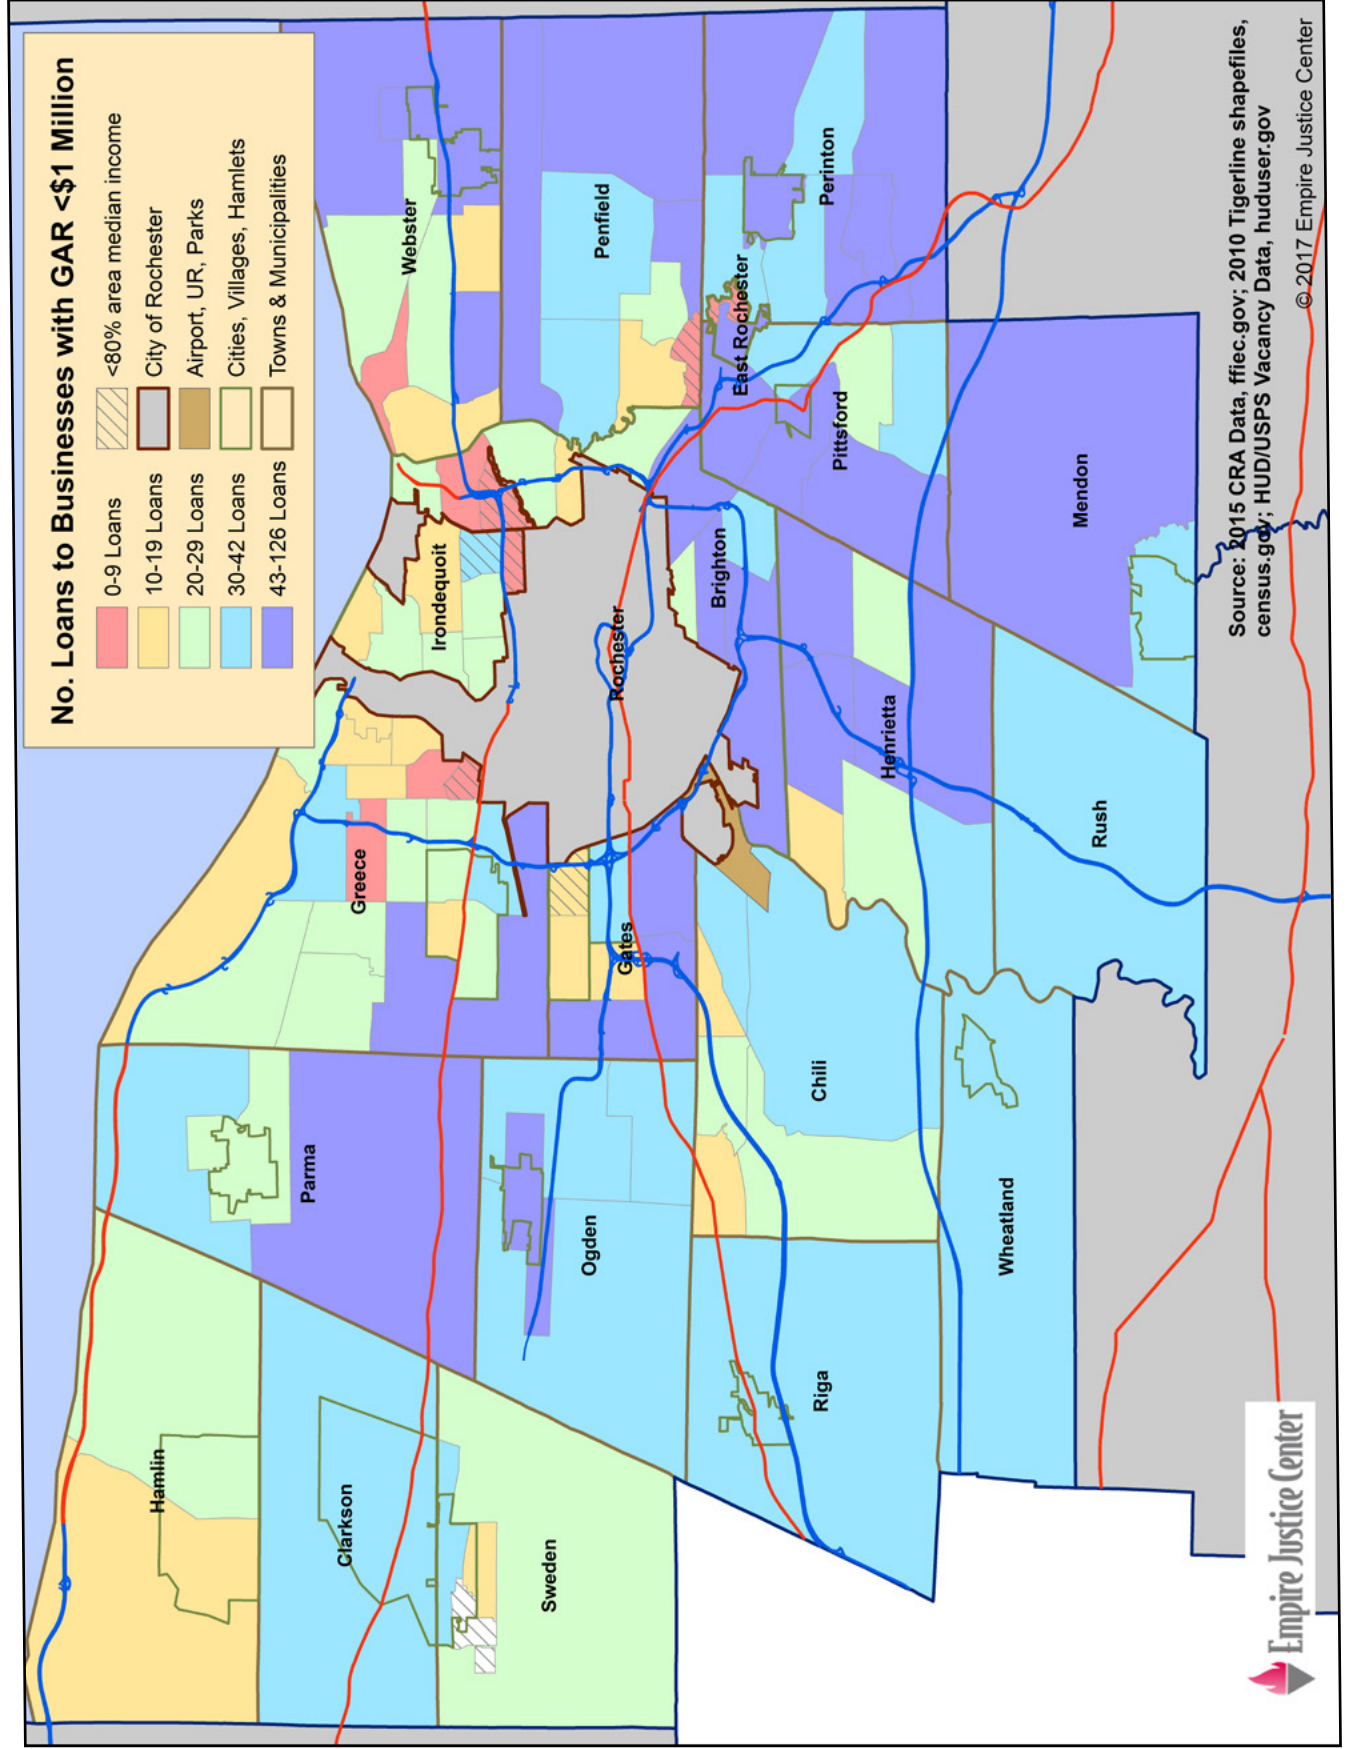 No. Loans to Businesses with GAR <$1 Million
0-9 Loans
10-19 Loans
20-29 Loans
30-42 Loans
43-126 Loans
<80% area median income
City of Rochester
Airport, UR, Parks
Cities, Villages, Hamlets
Towns & Municipalities
Hamlin
Parma
Greece
Irondequoit
Webster
Clarkson
Sweden
Ogden
Gates
Rochester
Penfield
Brighton
East Rochester
Perinton
Pittsford
Riga
Chili
Henrietta
Wheatland
Rush
Mendon
Source: 2015 CRA Data, ffiec.gov; 2010 Tigerline shapefiles,
census.gov; HUD/USPS Vacancy Data, huduser.gov
© 2017 Empire Justice Center
Empire Justice Center